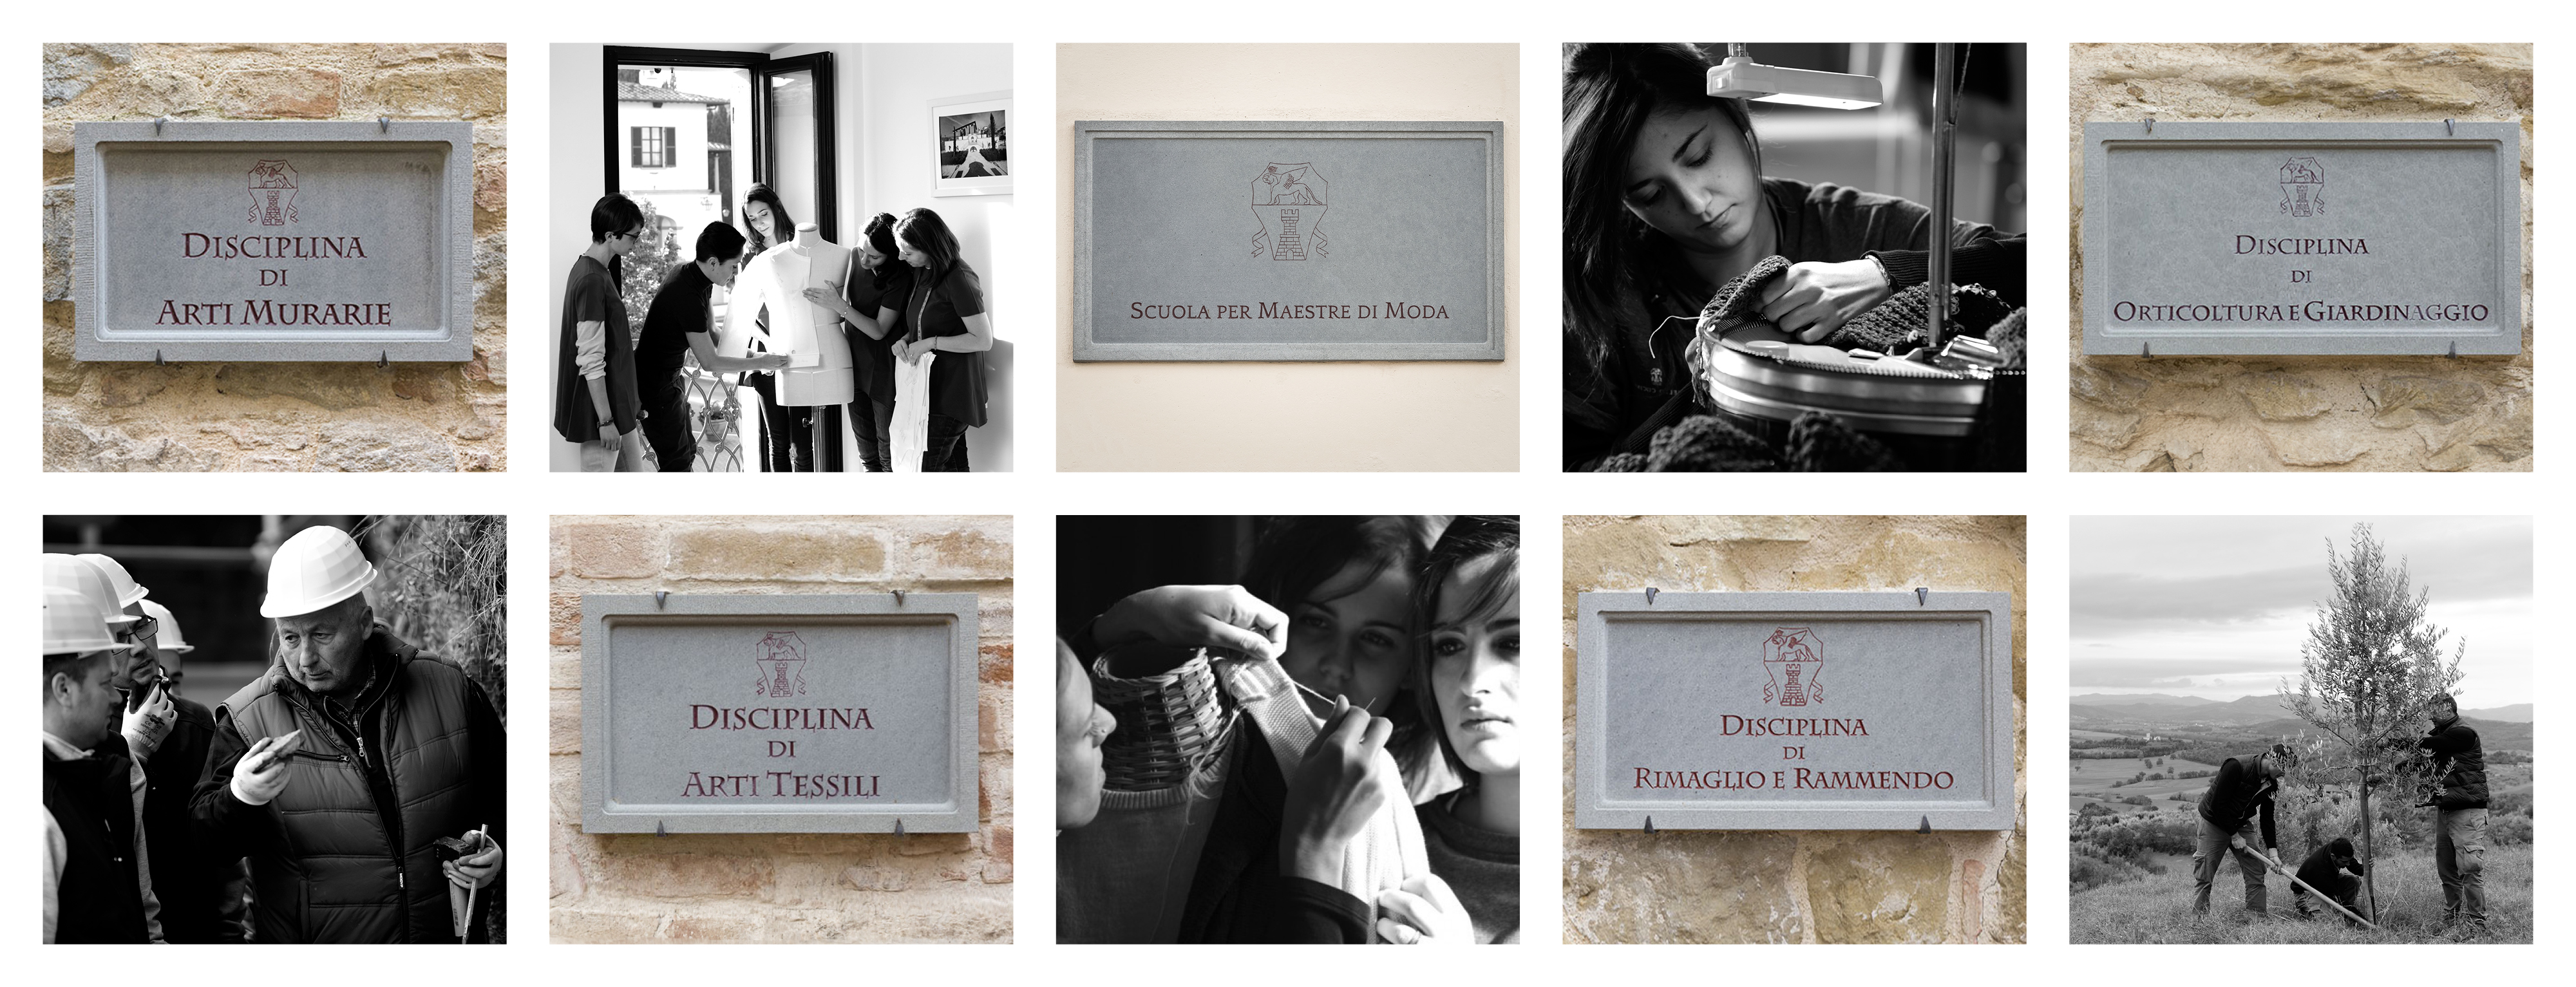 DISCIPLINA
DI
ARTI MURARIE
SCUOLA PER MAESTRE DI MODA
DISCIPLINA
DI
ORTICOLTURA E GIARDINAGGIO
DISCIPLINA
DI
ARTI TESSILI
DISCIPLINA
DI
RIMAGLIO E RAMMENDO